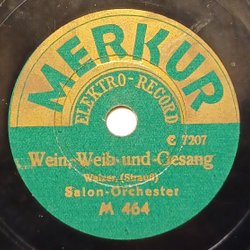 MERKUR
ELEKTRO-RECORD
C 7207
Wein, Weib und Gesang
Walzer, (Strauß)
Salon-Orchester
M 464